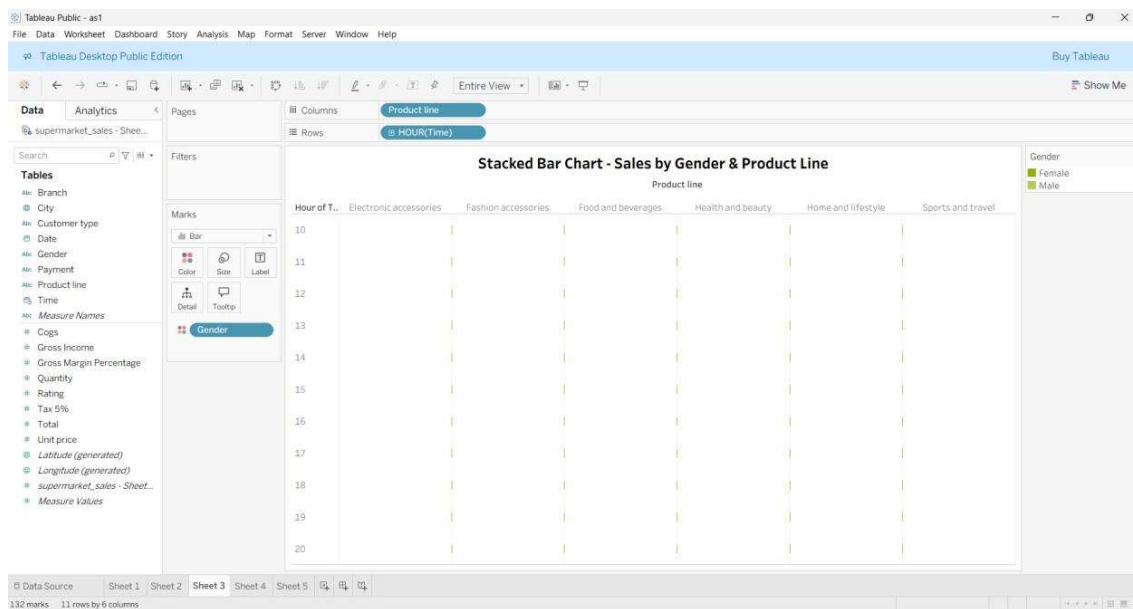 Tableau Public - as1
File Data Worksheet Dashboard Story Analysis Map Format Server Window Help
Tableau Desktop Public Edition
Buy Tableau
Entire View
Show Me
Data Analytics
supermarket_sales - Shee...
Search
Tables
Abc Branch
City
Abc Customer type
Date
Abc Gender
Abc Payment
Abc Product line
Time
Abc Measure Names
# Cogs
# Gross Income
# Gross Margin Percentage
# Quantity
# Rating
# Tax 5%
# Total
# Unit price
Latitude (generated)
Longitude (generated)
# supermarket_sales - Sheet...
# Measure Values
Pages
Filters
Marks
Bar
Color Size Label
Detail Tooltip
Gender
Columns Product line
Rows HOUR(Time)
Stacked Bar Chart - Sales by Gender & Product Line
Product line
Hour of T.. Electronic accessories Fashion accessories Food and beverages Health and beauty Home and lifestyle Sports and travel
10
11
12
13
14
15
16
17
18
19
20
Gender
Female
Male
Data Source Sheet 1 Sheet 2 Sheet 3 Sheet 4 Sheet 5
132 marks 11 rows by 6 columns